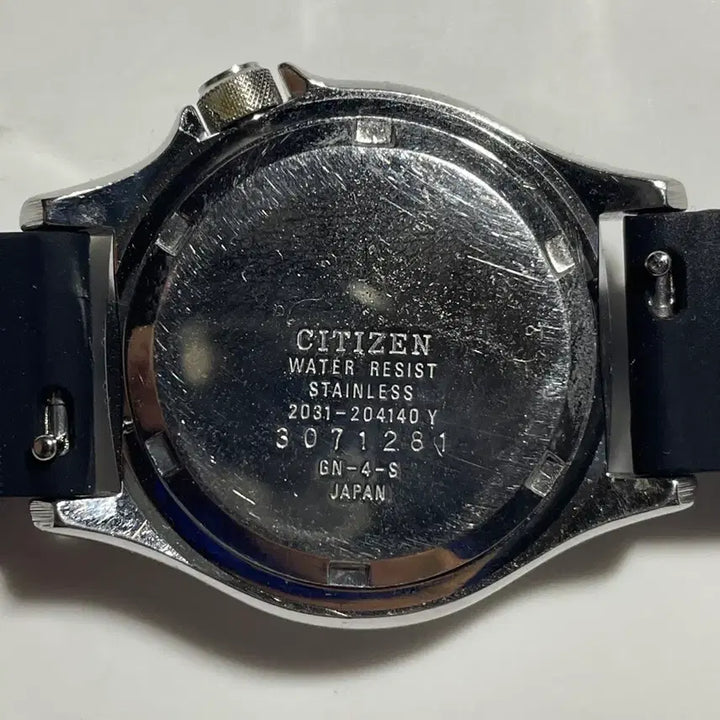 CITIZEN
WATER RESIST
STAINLESS
2031-204140 Y
3071281
GN-4-S
JAPAN